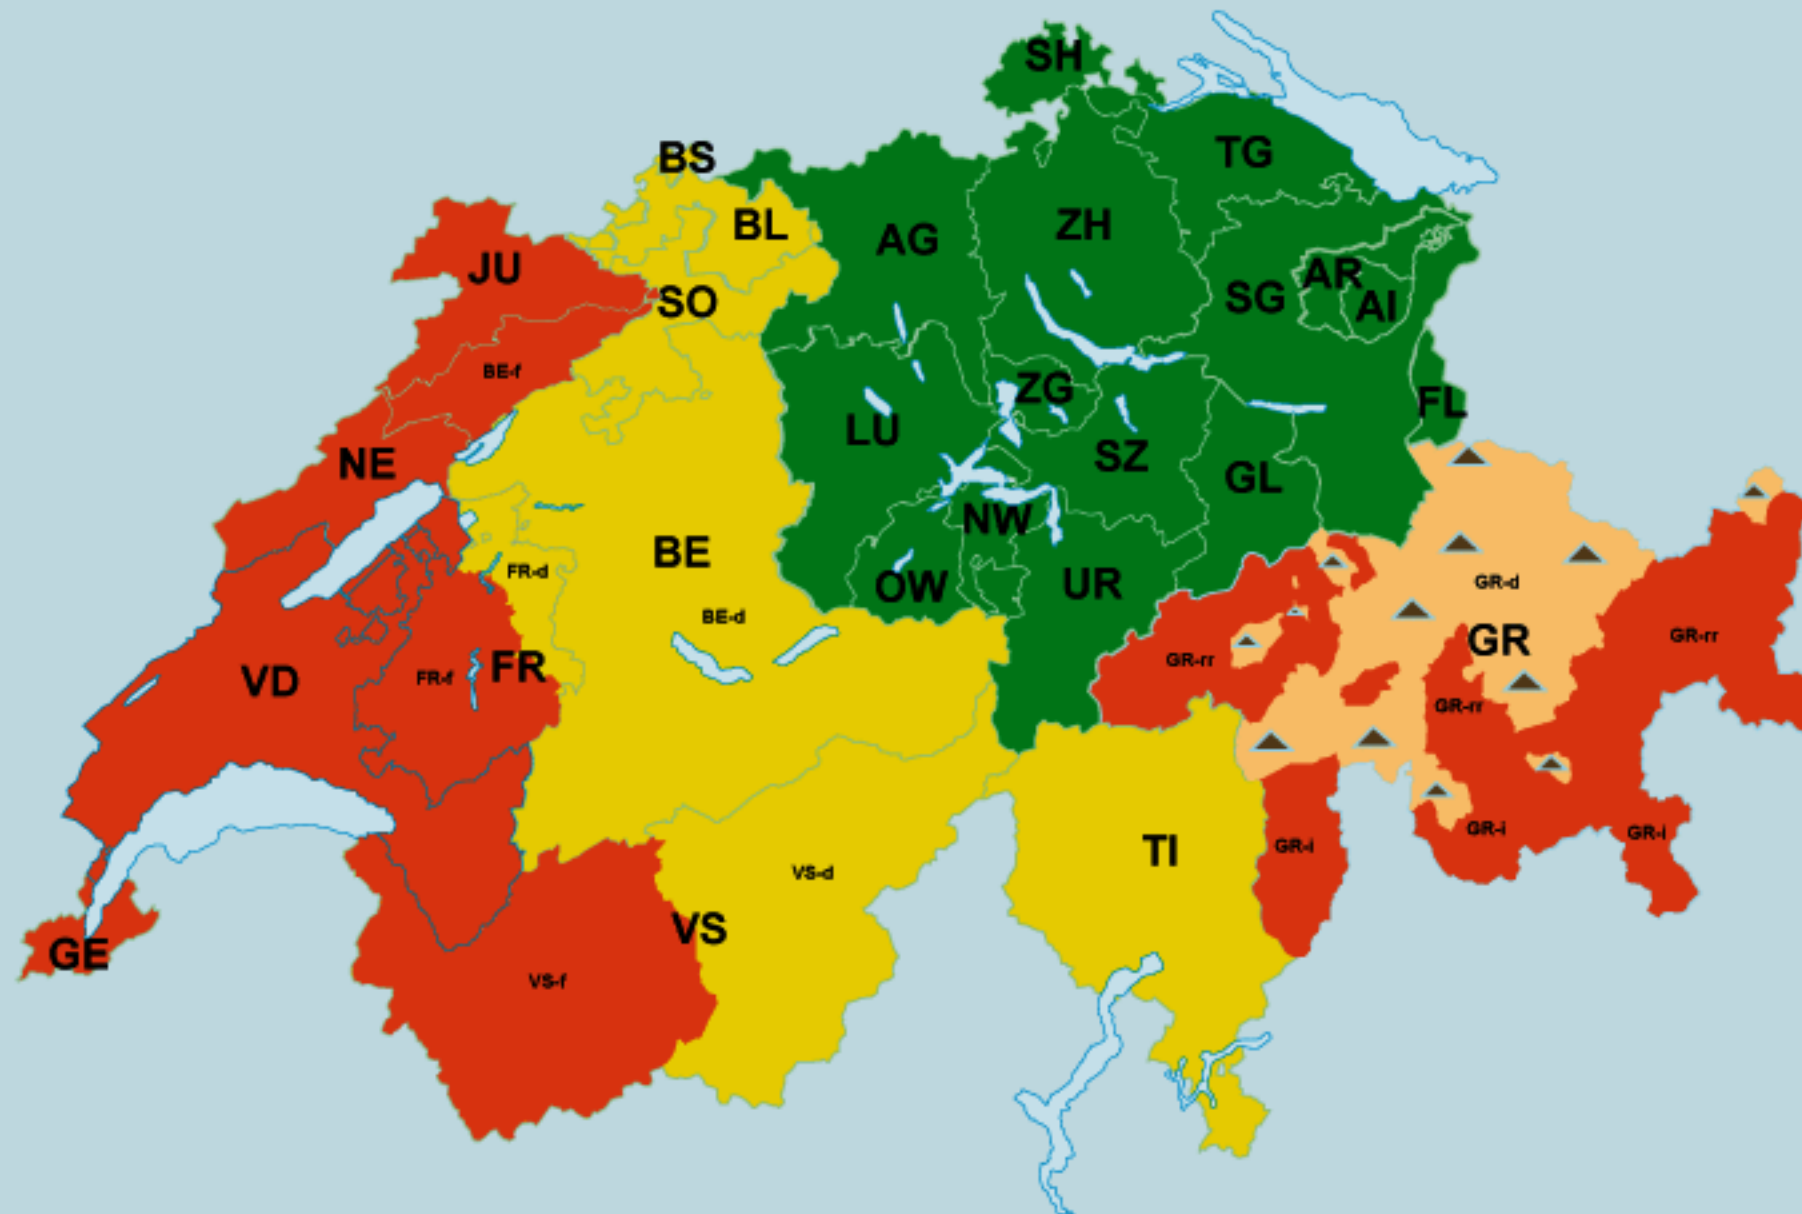 SH
BS
TG
BL
ZH
AG
JU
AR
SO
SG
AI
BE-f
ZG
FL
LU
SZ
NE
GL
NW
BE
FR-d
GR-d
OW
UR
BE-d
GR-rr
GR
GR-rr
FR
FR-f
VD
GR-rr
GR-i
GR-i
GR-i
TI
VS-d
VS
GE
VS-f